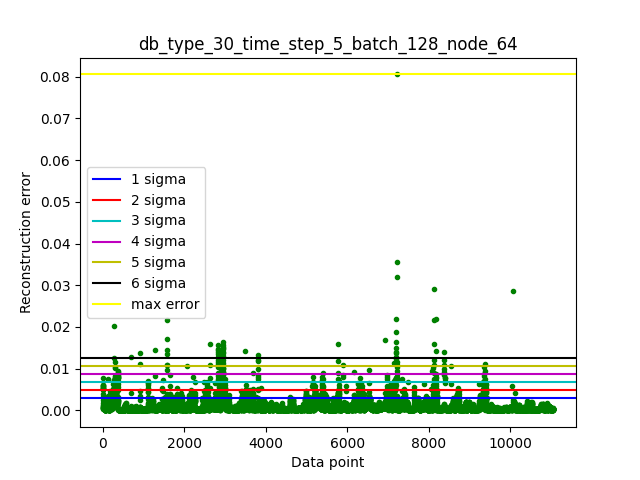 db_type_30_time_step_5_batch_128_node_64
0.08
0.07
0.06
0.05
0.04
0.03
0.02
0.01
0.00
Reconstruction error
1 sigma
2 sigma
3 sigma
4 sigma
5 sigma
6 sigma
max error
0 2000 4000 6000 8000 10000
Data point